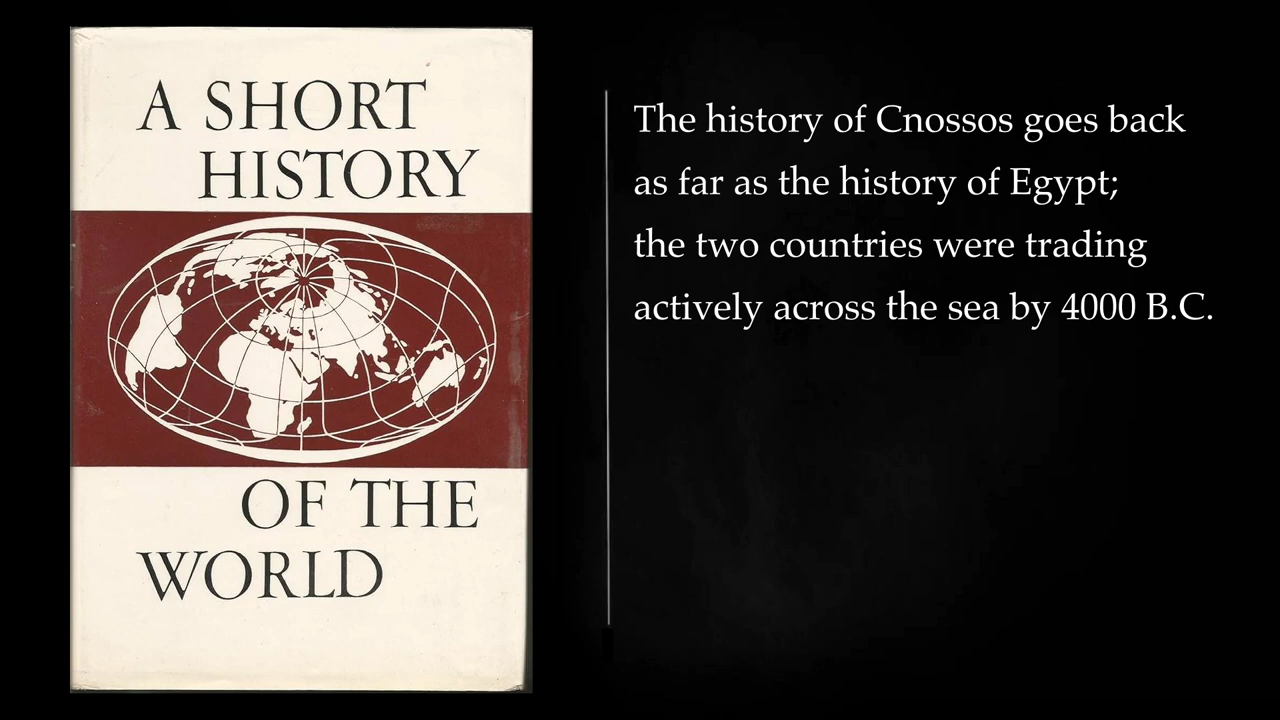 A SHORT
HISTORY
OF THE
WORLD
The history of Cnossos goes back
as far as the history of Egypt;
the two countries were trading
actively across the sea by 4000 B.C.